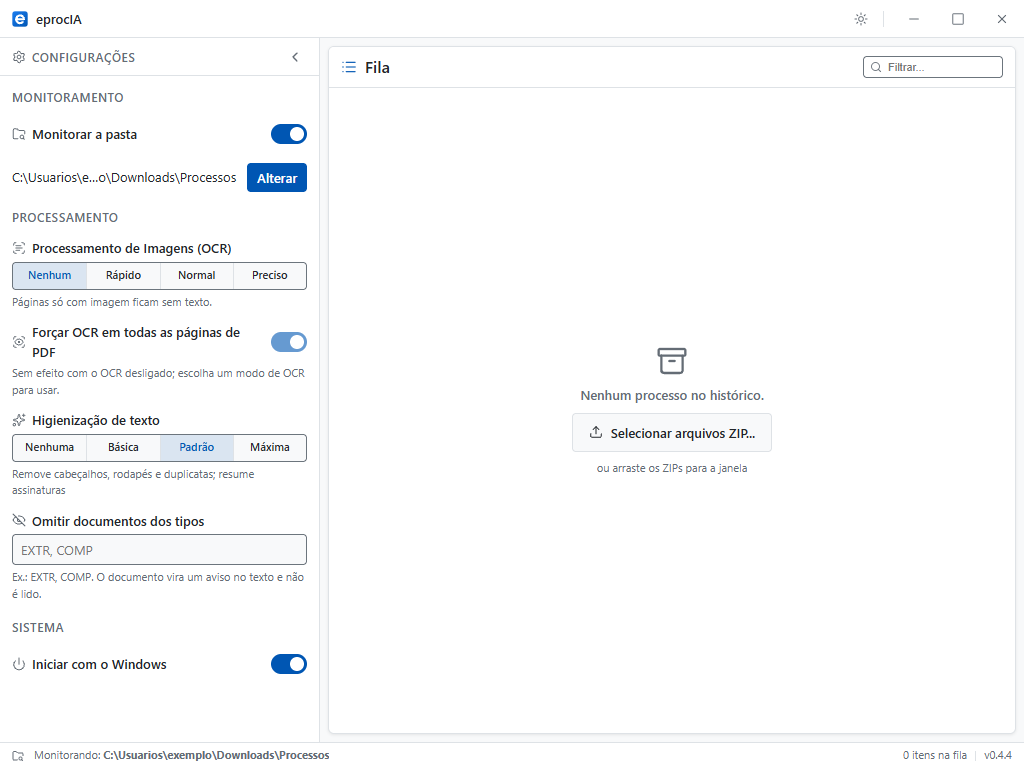 eprocIA
CONFIGURAÇÕES
MONITORAMENTO
Monitorar a pasta
C:\Usuarios\e...o\Downloads\Processos
Alterar
PROCESSAMENTO
Processamento de Imagens (OCR)
Nenhum Rápido Normal Preciso
Páginas só com imagem ficam sem texto.
Forçar OCR em todas as páginas de
PDF
Sem efeito com o OCR desligado; escolha um modo de OCR
para usar.
Higienização de texto
Nenhuma Básica Padrão Máxima
Remove cabeçalhos, rodapés e duplicatas; resume
assinaturas
Omitir documentos dos tipos
EXTR, COMP
Ex.: EXTR, COMP. O documento vira um aviso no texto e não
é lido.
SISTEMA
Iniciar com o Windows
Fila
Filtrar...
Nenhum processo no histórico.
Selecionar arquivos ZIP...
ou arraste os ZIPs para a janela
Monitorando: C:\Usuarios\exemplo\Downloads\Processos
0 itens na fila
v0.4.4